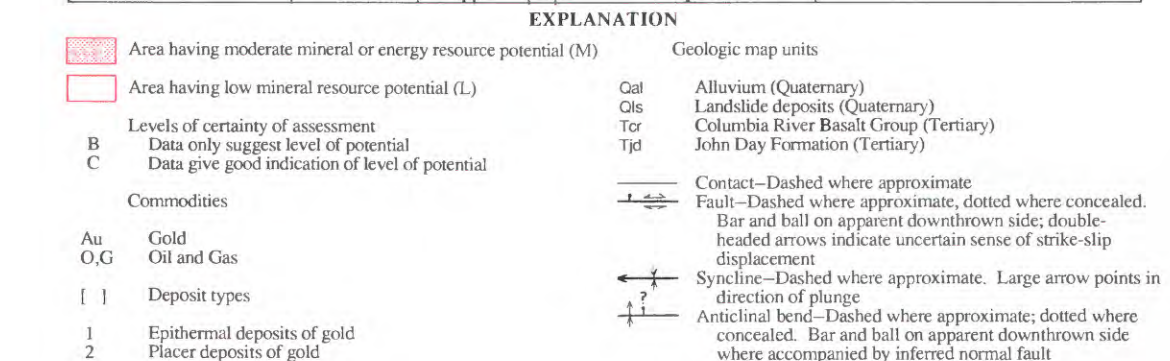 EXPLANATION
Area having moderate mineral or energy resource potential (M)
Area having low mineral resource potential (L)
Levels of certainty of assessment
B Data only suggest level of potential
C Data give good indication of level of potential
Commodities
Au Gold
O,G Oil and Gas
[ ] Deposit types
1 Epithermal deposits of gold
2 Placer deposits of gold
Geologic map units
Qal Alluvium (Quaternary)
Qls Landslide deposits (Quaternary)
Tcr Columbia River Basalt Group (Tertiary)
Tjd John Day Formation (Tertiary)
Contact—Dashed where approximate
Fault—Dashed where approximate, dotted where concealed.
Bar and ball on apparent downthrown side; double-
headed arrows indicate uncertain sense of strike-slip
displacement
Syncline—Dashed where approximate. Large arrow points in
direction of plunge
?
Anticlinal bend—Dashed where approximate; dotted where
concealed. Bar and ball on apparent downthrown side
where accompanied by inferred normal fault